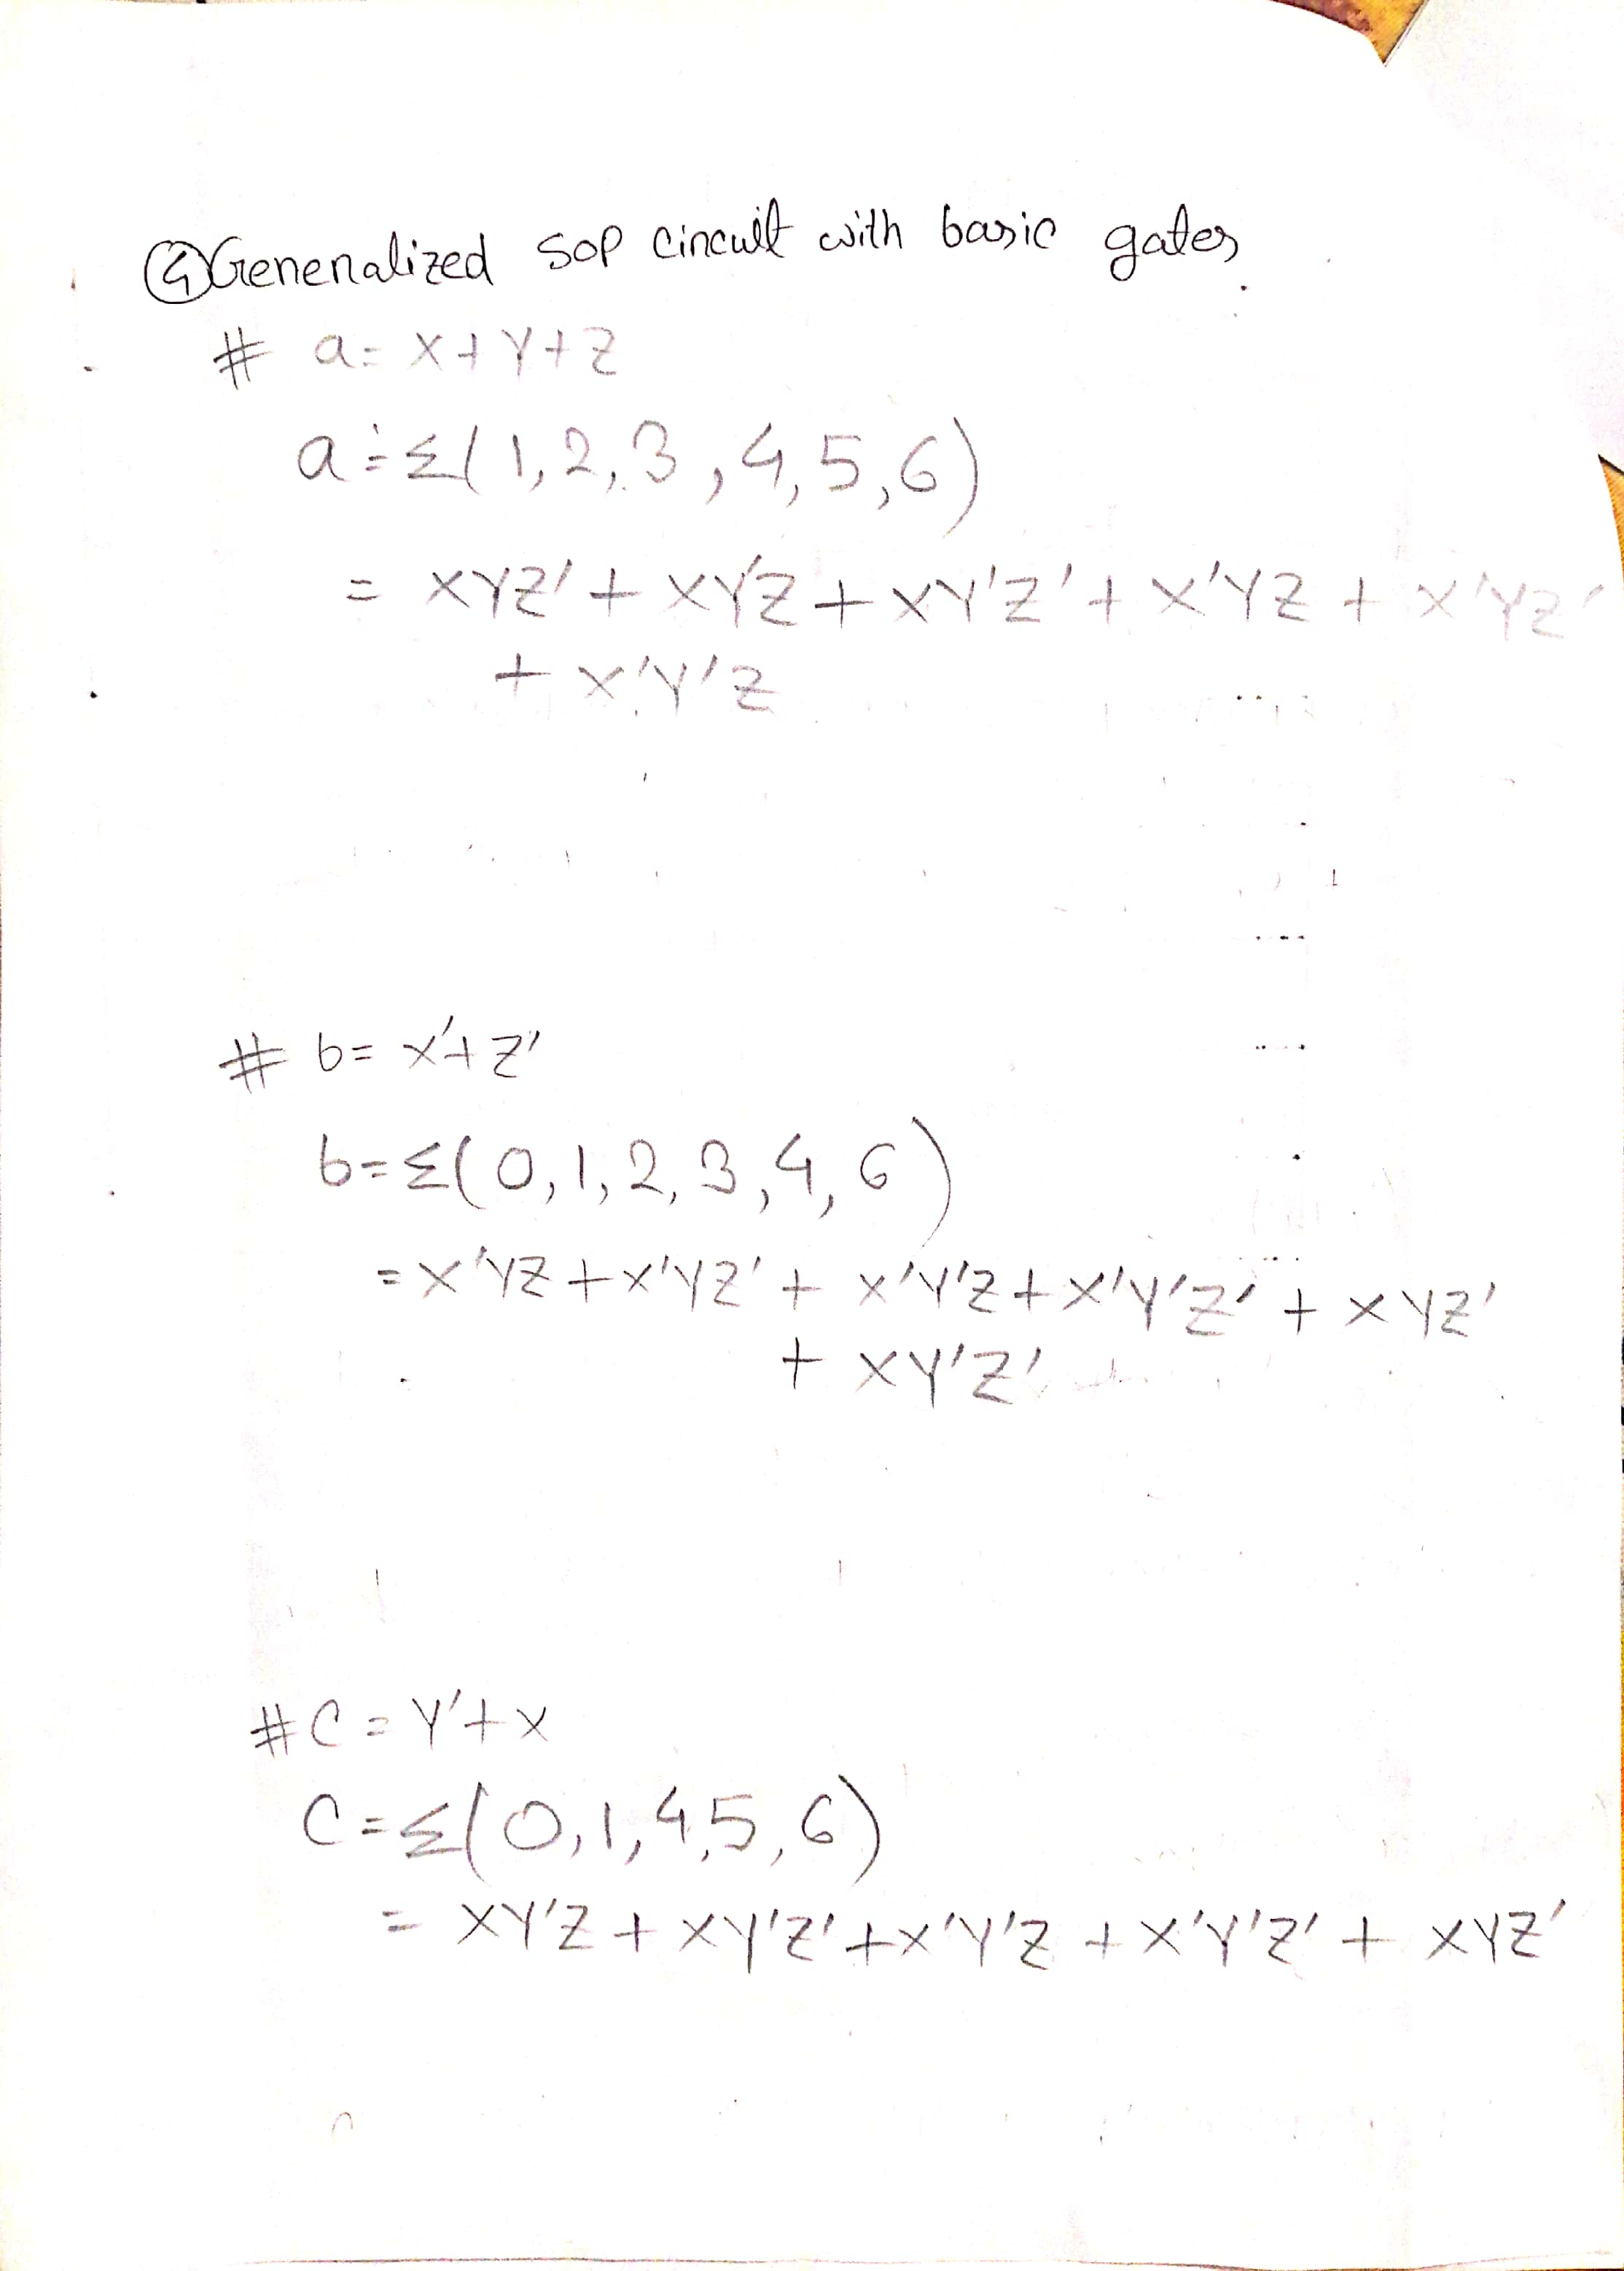 ④ Generalized SOP circuit with basic gates.
# a = X + Y + Z
a = Σ(1,2,3,4,5,6)
= XYZ' + XY'Z + XY'Z' + X'YZ + X'YZ'
+ X'Y'Z
# b = X' + Z'
b = Σ(0,1,2,3,4,6)
= X'YZ + X'YZ' + X'Y'Z + X'Y'Z' + XYZ'
+ XY'Z'
# C = Y' + X
C = Σ(0,1,4,5,6)
= XY'Z + XY'Z' + X'Y'Z + X'Y'Z' + XYZ'